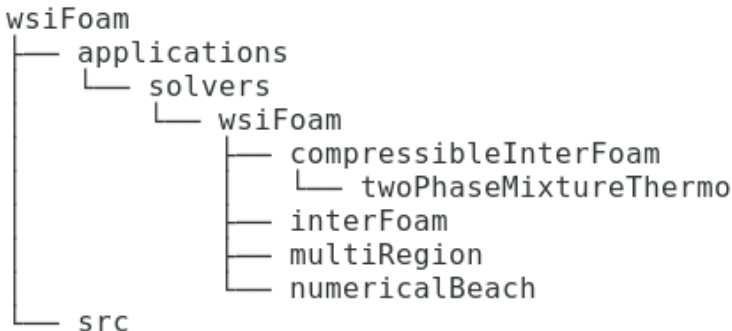 wsiFoam
├── applications
│   └── solvers
│       └── wsiFoam
│           ├── compressibleInterFoam
│           │   └── twoPhaseMixtureThermo
│           ├── interFoam
│           ├── multiRegion
│           └── numericalBeach
└── src